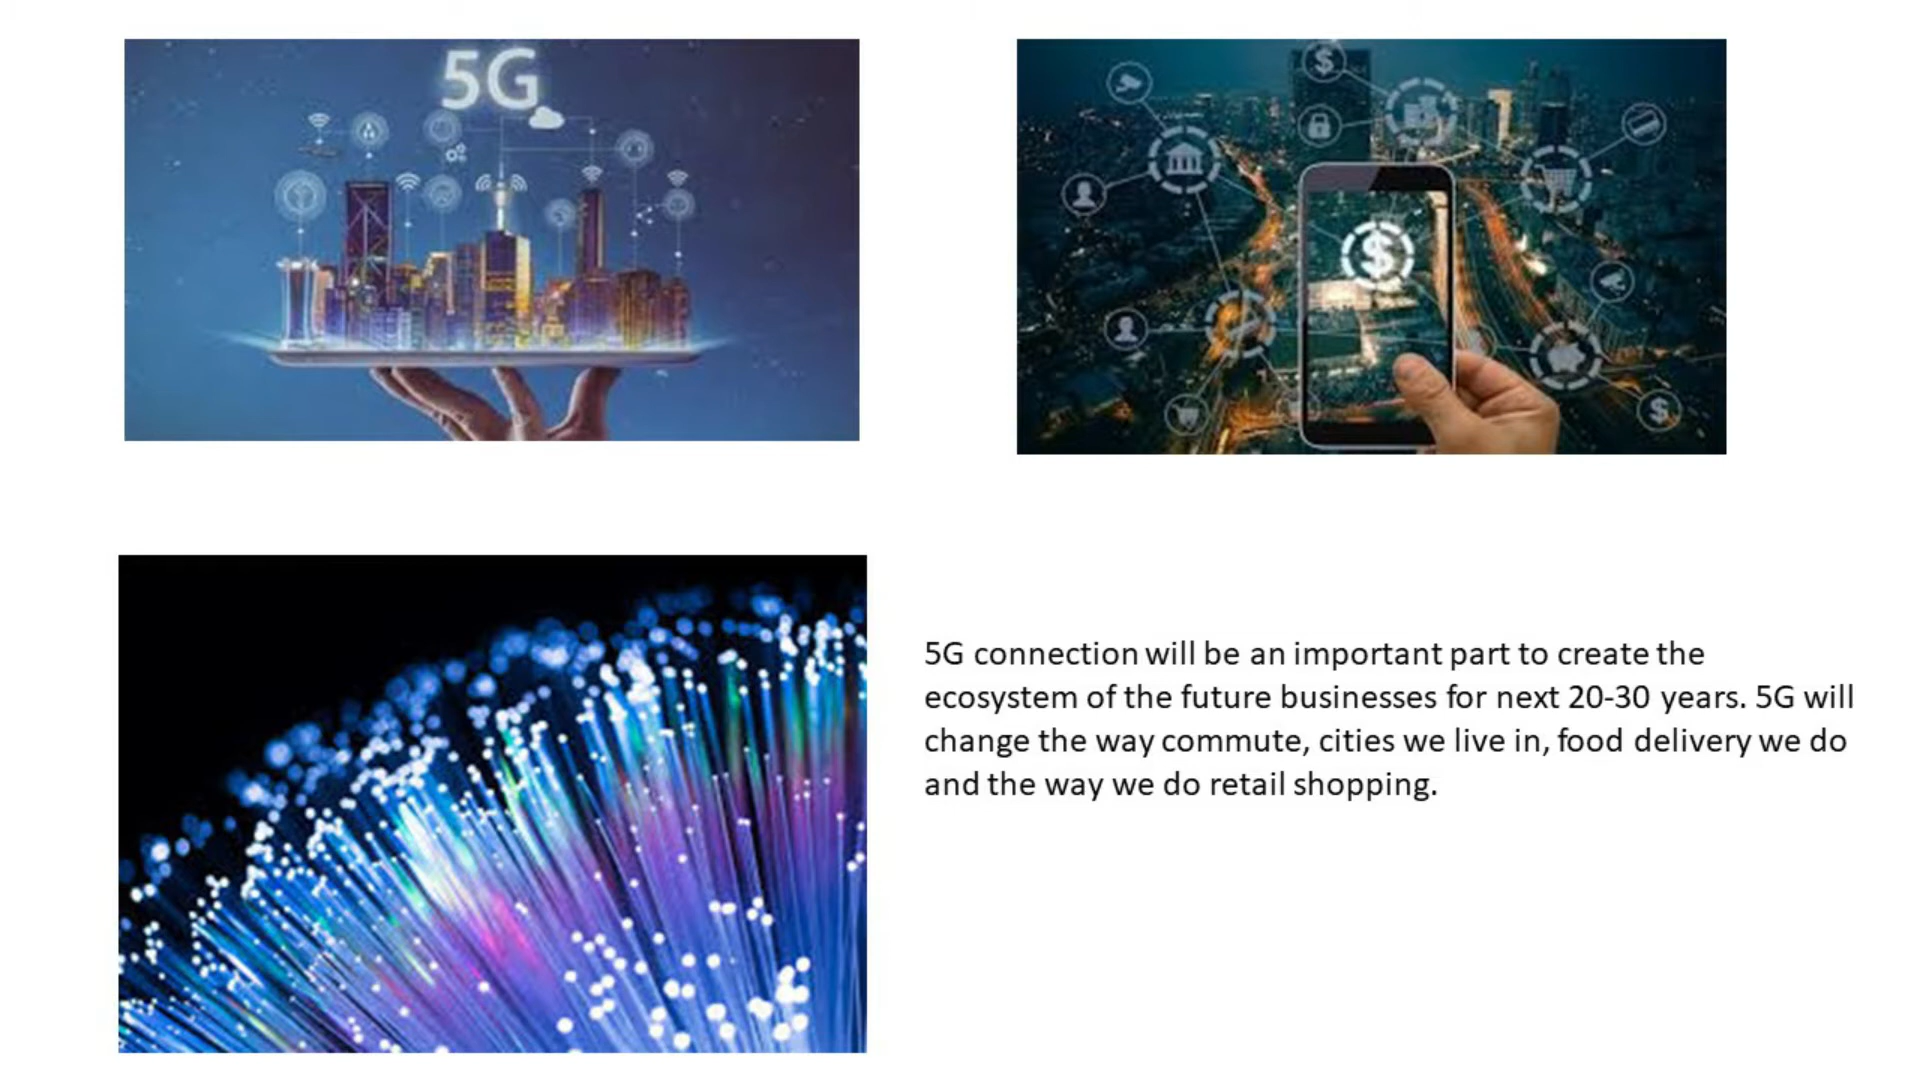 5G
5G connection will be an important part to create the
ecosystem of the future businesses for next 20-30 years. 5G will
change the way commute, cities we live in, food delivery we do
and the way we do retail shopping.